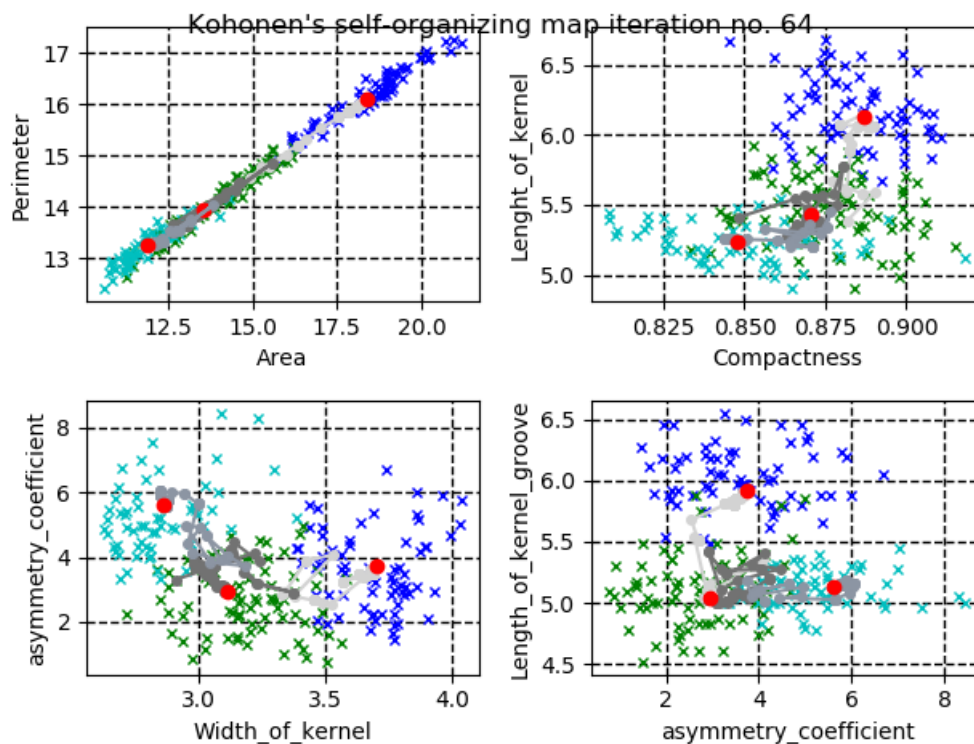 Kohonen's self-organizing map iteration no. 64
17
16
15
14
13
Perimeter
12.5 15.0 17.5 20.0
Area
6.5
6.0
5.5
5.0
Lenght_of_kernel
0.825 0.850 0.875 0.900
Compactness
8
6
4
2
asymmetry_coefficient
3.0 3.5 4.0
Width_of_kernel
6.5
6.0
5.5
5.0
4.5
Length_of_kernel_groove
2 4 6 8
asymmetry_coefficient